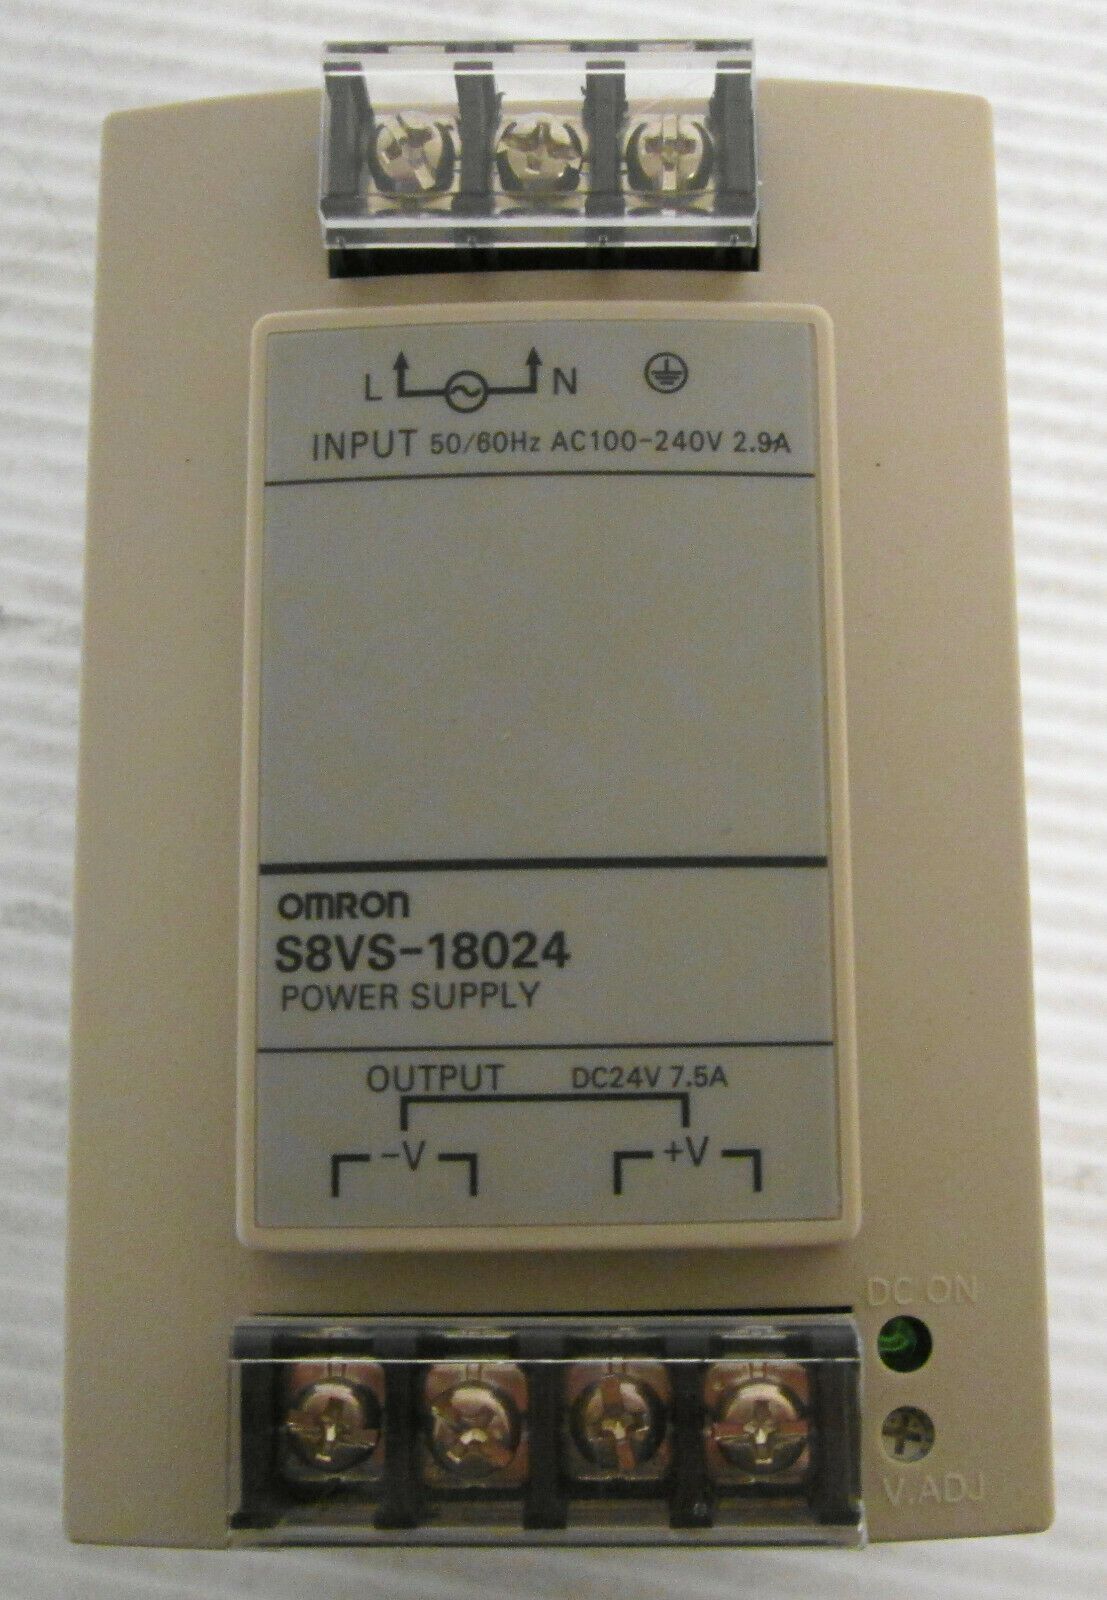 L N
INPUT 50/60Hz AC100-240V 2.9A
omron
S8VS-18024
POWER SUPPLY
OUTPUT DC24V 7.5A
-V +V
DC ON
V.ADJ